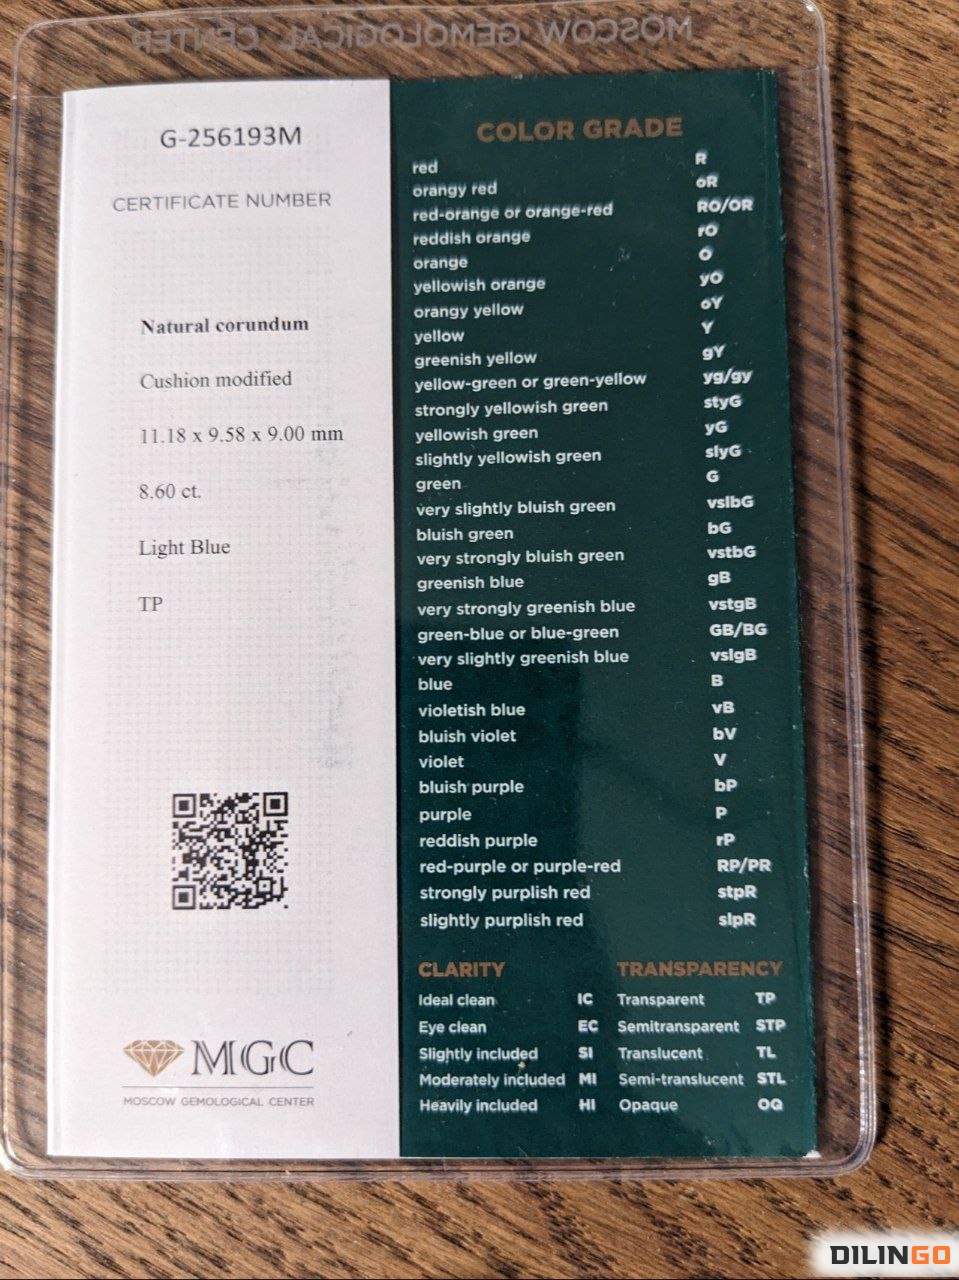 MOSCOW GEMOLOGICAL CENTER
G-256193M
CERTIFICATE NUMBER
Natural corundum
Cushion modified
11.18 x 9.58 x 9.00 mm
8.60 ct.
Light Blue
TP
MGC
MOSCOW GEMOLOGICAL CENTER
COLOR GRADE
red R
orangy red oR
red-orange or orange-red RO/OR
reddish orange rO
orange O
yellowish orange yO
orangy yellow oY
yellow Y
greenish yellow gY
yellow-green or green-yellow yg/gy
strongly yellowish green styG
yellowish green yG
slightly yellowish green slyG
green G
very slightly bluish green vslbG
bluish green bG
very strongly bluish green vstbG
greenish blue gB
very strongly greenish blue vstgB
green-blue or blue-green GB/BG
very slightly greenish blue vslgB
blue B
violetish blue vB
bluish violet bV
violet V
bluish purple bP
purple P
reddish purple rP
red-purple or purple-red RP/PR
strongly purplish red stpR
slightly purplish red slpR
CLARITY TRANSPARENCY
Ideal clean IC Transparent TP
Eye clean EC Semitransparent STP
Slightly included SI Translucent TL
Moderately included MI Semi-translucent STL
Heavily included HI Opaque OQ
DILINGO